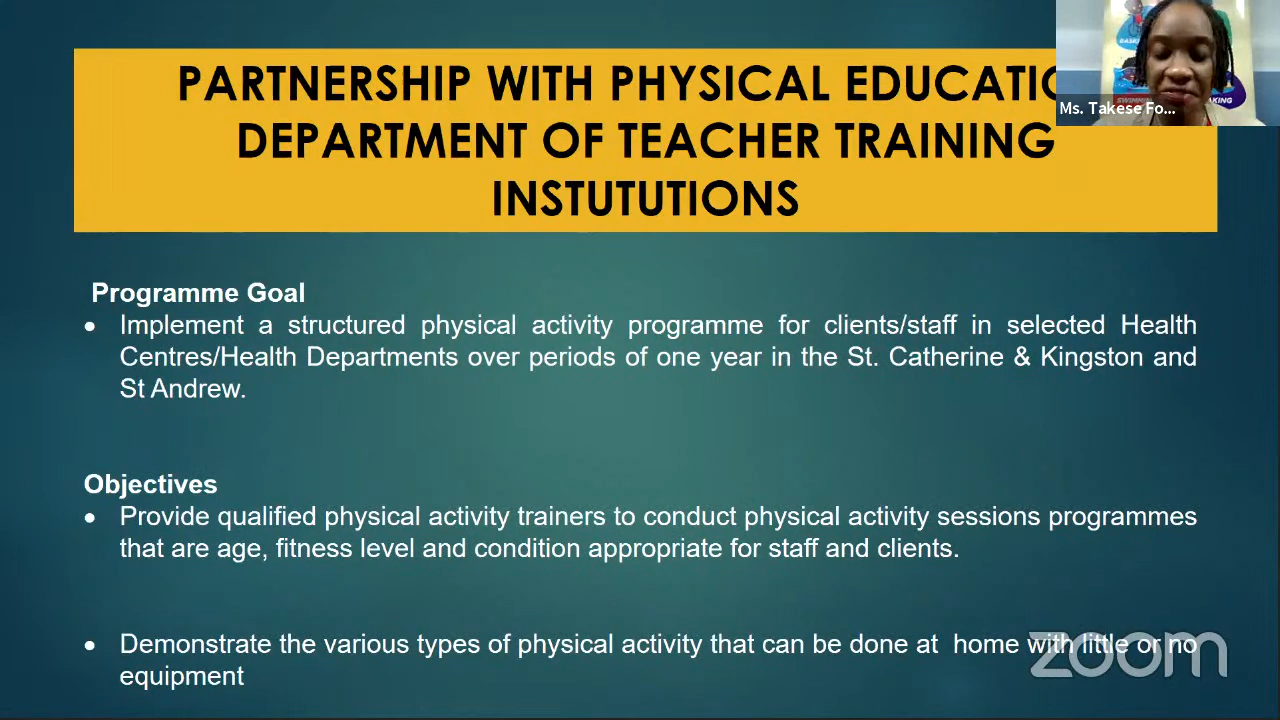 PARTNERSHIP WITH PHYSICAL EDUCATIO
DEPARTMENT OF TEACHER TRAINING
INSTUTUTIONS
Ms. Takese Fo...
SWIMMI
Programme Goal
• Implement a structured physical activity programme for clients/staff in selected Health
Centres/Health Departments over periods of one year in the St. Catherine & Kingston and
St Andrew.
Objectives
• Provide qualified physical activity trainers to conduct physical activity sessions programmes
that are age, fitness level and condition appropriate for staff and clients.
• Demonstrate the various types of physical activity that can be done at  home with little or no
equipment
zoom